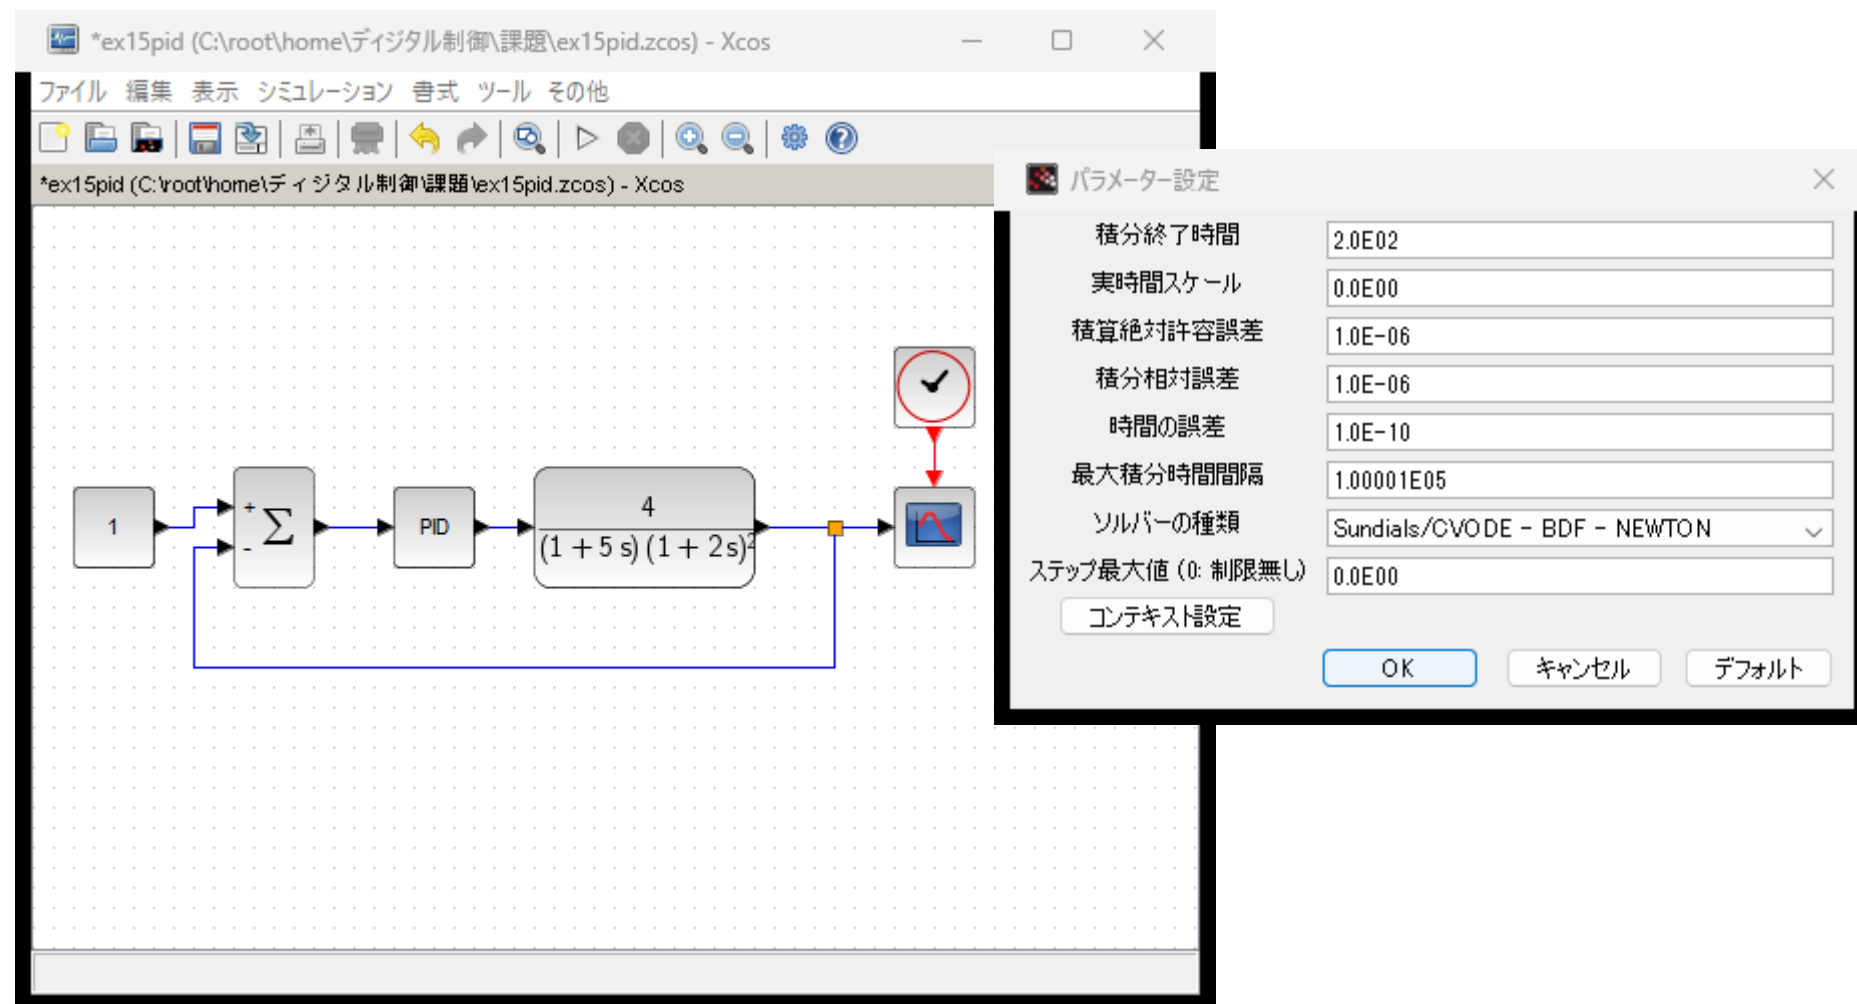 *ex15pid (C:\root\home\ディジタル制御\課題\ex15pid.zcos) - Xcos
ファイル 編集 表示 シミュレーション 書式 ツール その他
*ex15pid (C:\root\home\ディジタル制御\課題\ex15pid.zcos) - Xcos
1
+
-
Σ
PID
4
(1 + 5 s) (1 + 2 s)²
パラメーター設定
積分終了時間 2.0E02
実時間スケール 0.0E00
積算絶対許容誤差 1.0E-06
積分相対誤差 1.0E-06
時間の誤差 1.0E-10
最大積分時間間隔 1.00001E05
ソルバーの種類 Sundials/CVODE - BDF - NEWTON
ステップ最大値 (0: 制限無し) 0.0E00
コンテキスト設定
OK キャンセル デフォルト